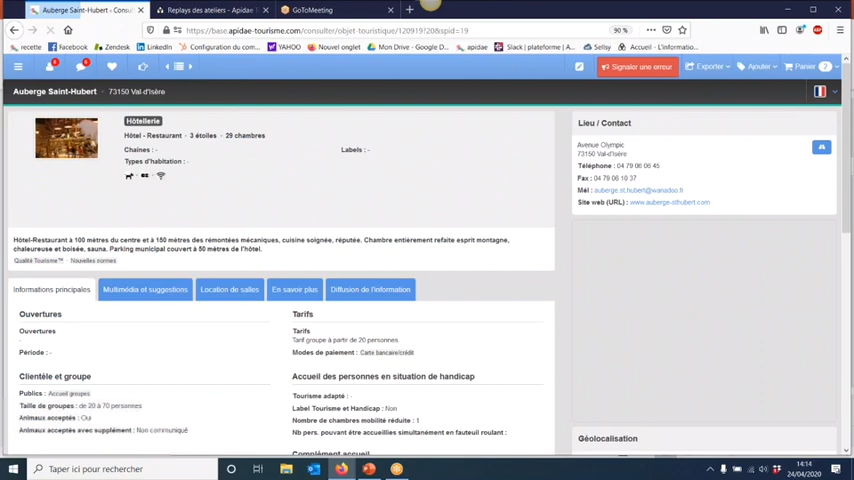 Auberge Saint-Hubert - Consul
Replays des ateliers - Apidae T
GoToMeeting
https://base.apidae-tourisme.com/consulter/objet-touristique/120919?20&spid=19
90 %
recette
Facebook
Zendesk
LinkedIn
Configuration du com...
YAHOO
Nouvel onglet
Mon Drive - Google D...
apidae
Slack | plateforme | A...
Sellsy
Accueil - L'informatio...
Signaler une erreur
Exporter
Ajouter
Panier 2
Auberge Saint-Hubert · 73150 Val d'Isère
Hôtellerie
Hôtel - Restaurant · 3 étoiles · 29 chambres
Chaînes : -
Labels : -
Types d'habitation : -
Hôtel-Restaurant à 100 mètres du centre et à 150 mètres des rémontées mécaniques, cuisine soignée, réputée. Chambre entièrement refaite esprit montagne,
chaleureuse et boisée, sauna. Parking municipal couvert à 50 mètres de l'hôtel.
Qualité Tourisme™ · Nouvelles normes
Lieu / Contact
Avenue Olympic
73150 Val-d'Isère
Téléphone : 04 79 06 06 45
Fax : 04 79 06 10 37
Mél : auberge.st.hubert@wanadoo.fr
Site web (URL) : www.auberge-sthubert.com
Informations principales
Multimédia et suggestions
Location de salles
En savoir plus
Diffusion de l'information
Ouvertures
Ouvertures
-
Période : -
Tarifs
Tarifs
Tarif groupe à partir de 20 personnes
Modes de paiement : Carte bancaire/crédit
Clientèle et groupe
Publics : Accueil groupes
Taille de groupes : de 20 à 70 personnes
Animaux acceptés : Oui
Animaux acceptés avec supplément : Non communiqué
Accueil des personnes en situation de handicap
Tourisme adapté : -
Label Tourisme et Handicap : Non
Nombre de chambres mobilité réduite : 1
Nb pers. pouvant être accueillies simultanément en fauteuil roulant :
Complément accueil
Géolocalisation
Taper ici pour rechercher
14:14
24/04/2020